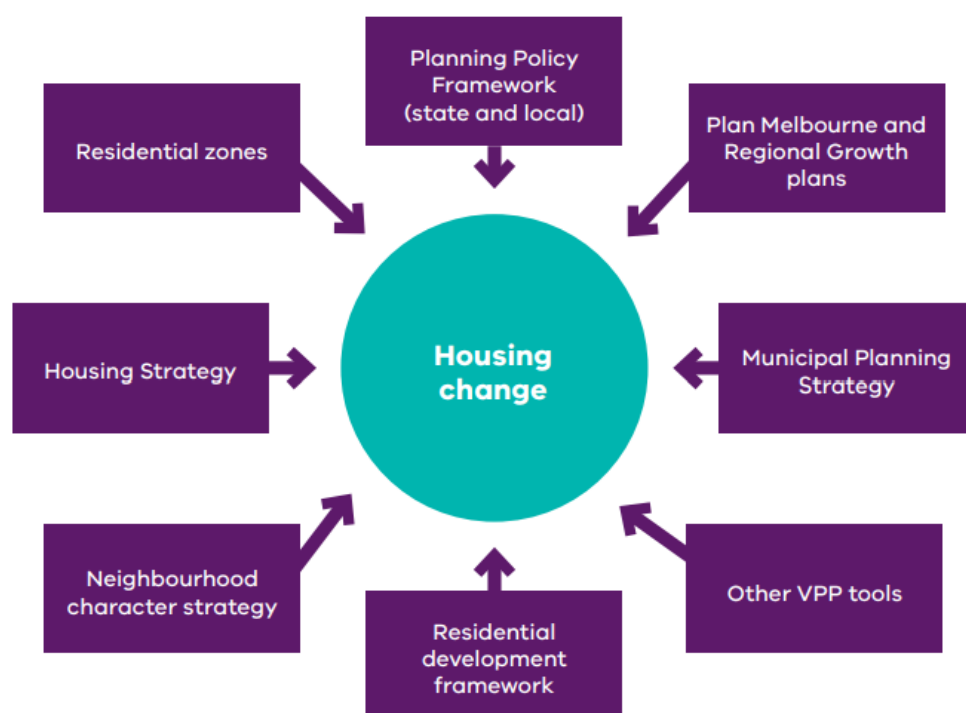 Planning Policy
Framework
(state and local)
Residential zones
Plan Melbourne and
Regional Growth
plans
Housing Strategy
Housing
change
Municipal Planning
Strategy
Neighbourhood
character strategy
Residential
development
framework
Other VPP tools